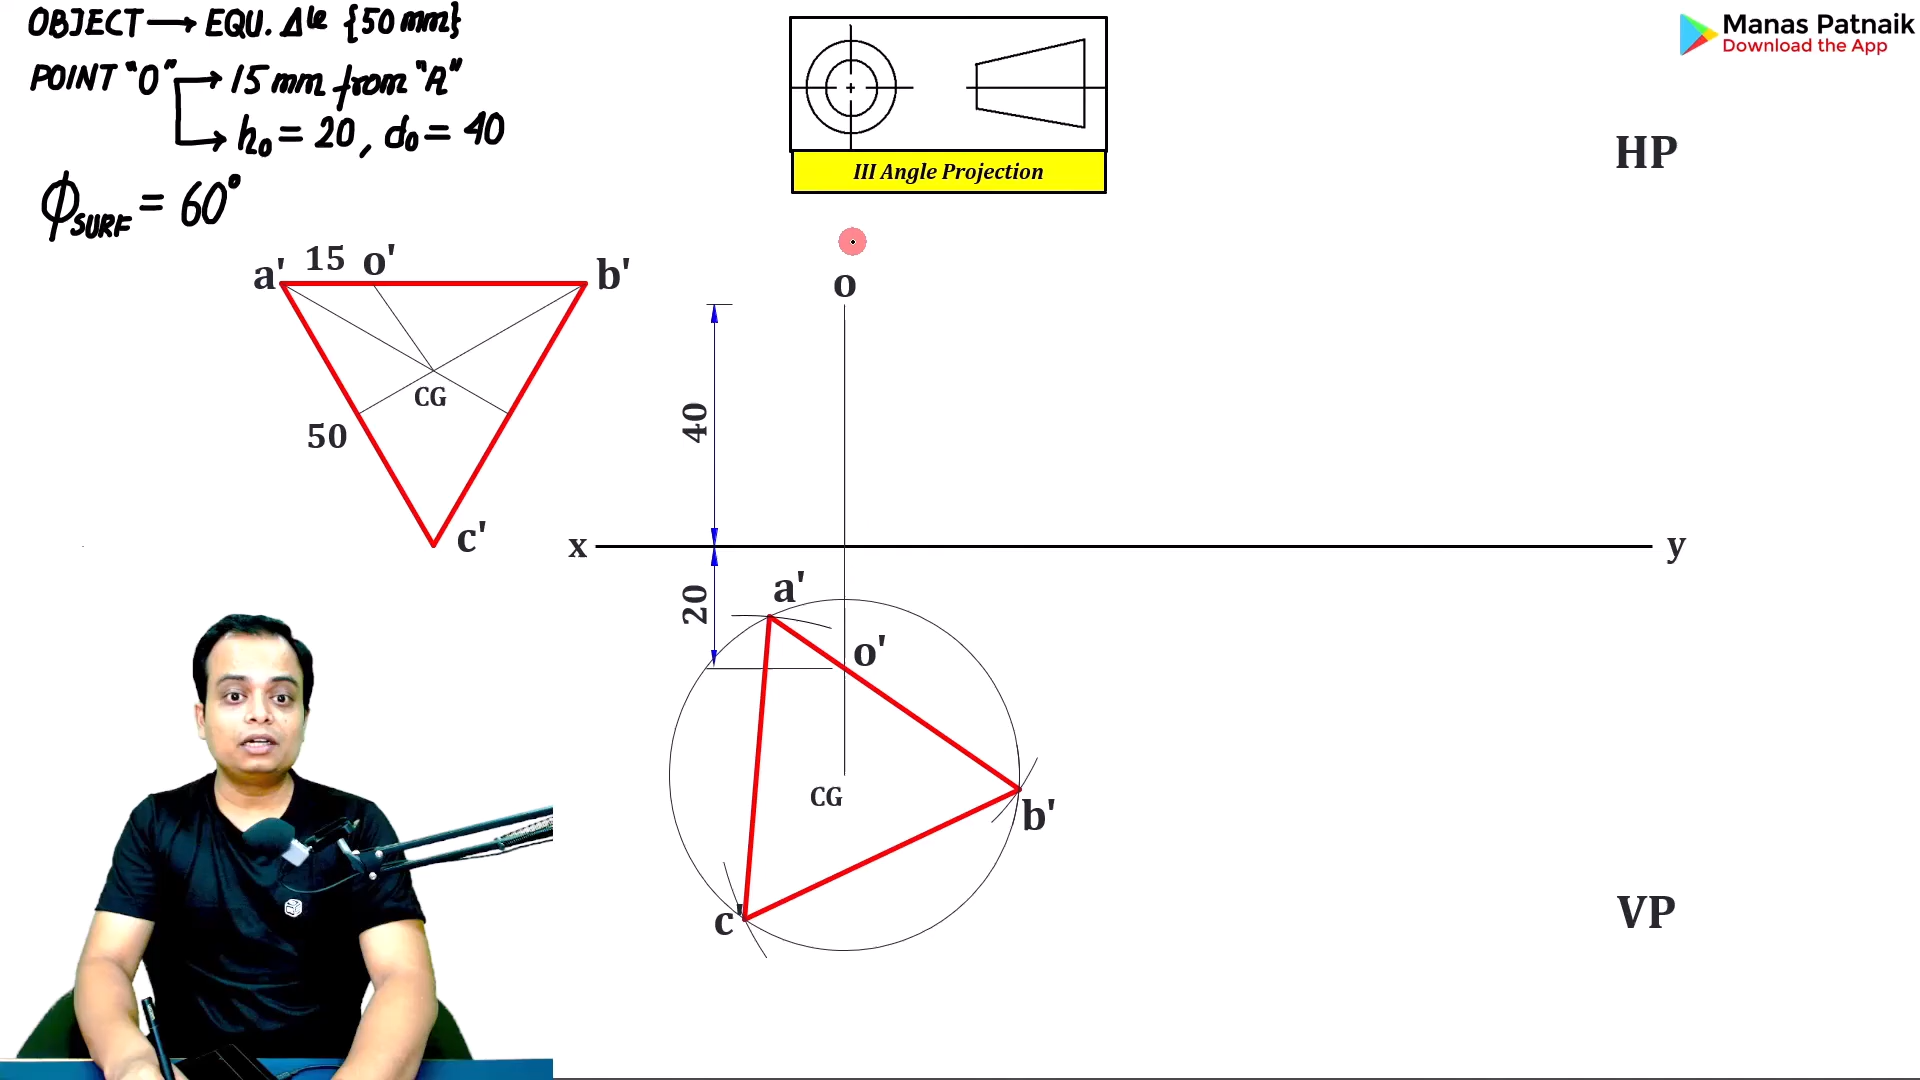 OBJECT → EQU. Δle {50 mm}
POINT "O" → 15 mm from "A"
→ h₀ = 20, d₀ = 40
ϕSURF = 60°
Manas Patnaik
Download the App
III Angle Projection
HP
a' 15 o' b'
CG
50
c'
o
40
x y
20
a'
o'
CG
b'
c'
VP